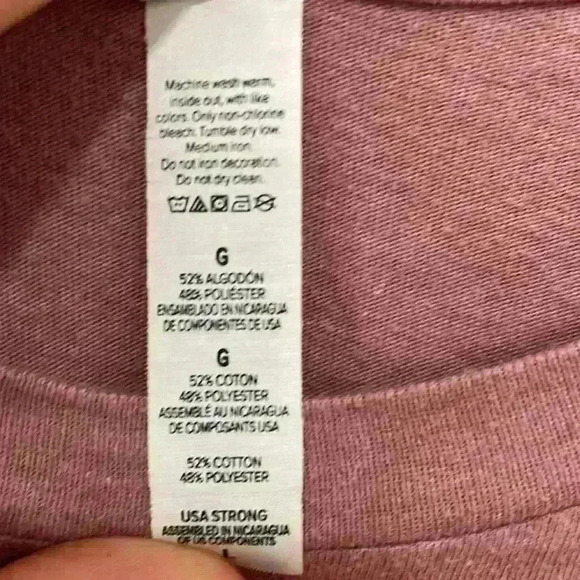 Machine wash warm,
inside out, with like
colors. Only non-chlorine
bleach. Tumble dry low.
Medium iron.
Do not iron decoration.
Do not dry clean.
G
52% ALGODÓN
48% POLIÉSTER
ENSAMBLADO EN NICARAGUA
DE COMPONENTES DE USA
G
52% COTON
48% POLYESTER
ASSEMBLÉ AU NICARAGUA
DE COMPOSANTS USA
52% COTTON
48% POLYESTER
USA STRONG
ASSEMBLED IN NICARAGUA
OF US COMPONENTS